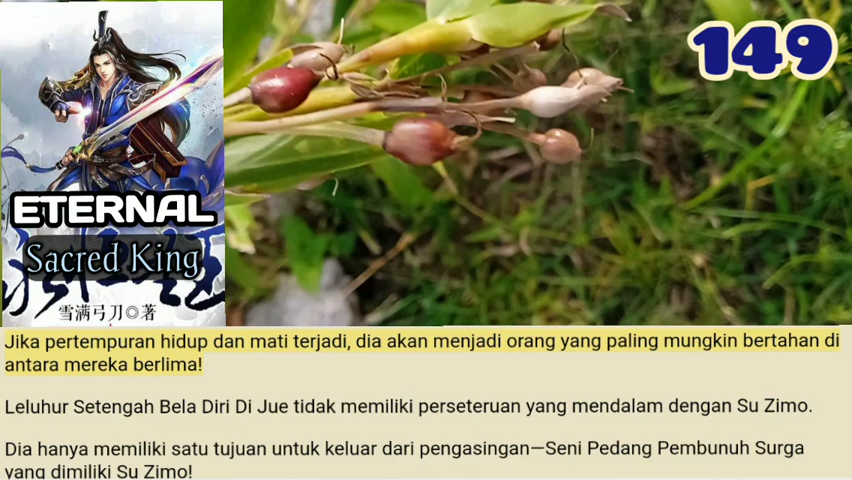 149
ETERNAL
Sacred King
雪满弓刀◎著
Jika pertempuran hidup dan mati terjadi, dia akan menjadi orang yang paling mungkin bertahan di
antara mereka berlima!
Leluhur Setengah Bela Diri Di Jue tidak memiliki perseteruan yang mendalam dengan Su Zimo.
Dia hanya memiliki satu tujuan untuk keluar dari pengasingan—Seni Pedang Pembunuh Surga
yang dimiliki Su Zimo!